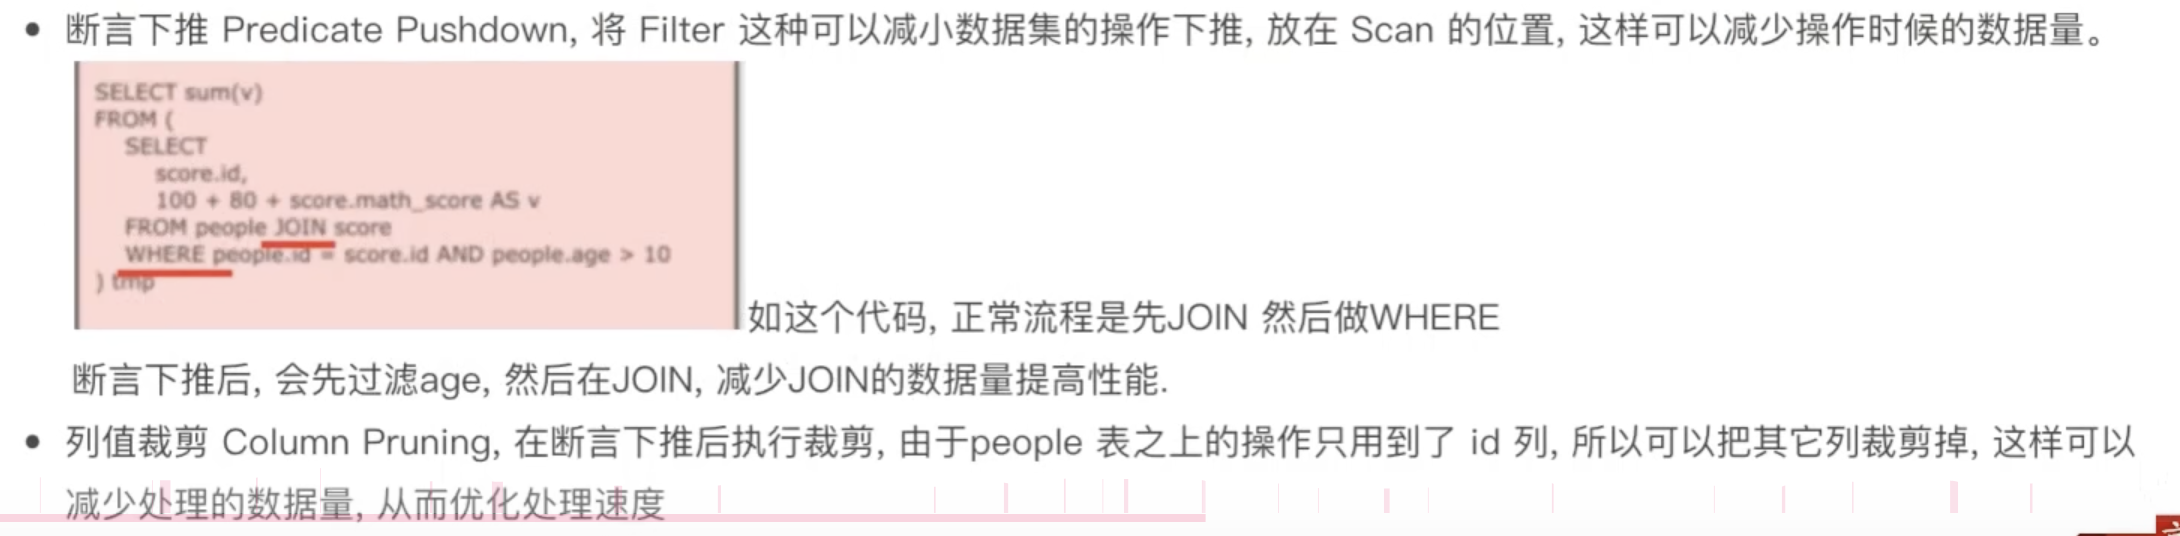 • 断言下推 Predicate Pushdown, 将 Filter 这种可以减小数据集的操作下推, 放在 Scan 的位置, 这样可以减少操作时候的数据量。
SELECT sum(v)
FROM (
SELECT
score.id,
100 + 80 + score.math_score AS v
FROM people JOIN score
WHERE people.id = score.id AND people.age > 10
) tmp
如这个代码, 正常流程是先JOIN 然后做WHERE
断言下推后, 会先过滤age, 然后在JOIN, 减少JOIN的数据量提高性能.
• 列值裁剪 Column Pruning, 在断言下推后执行裁剪, 由于people 表之上的操作只用到了 id 列, 所以可以把其它列裁剪掉, 这样可以
减少处理的数据量, 从而优化处理速度